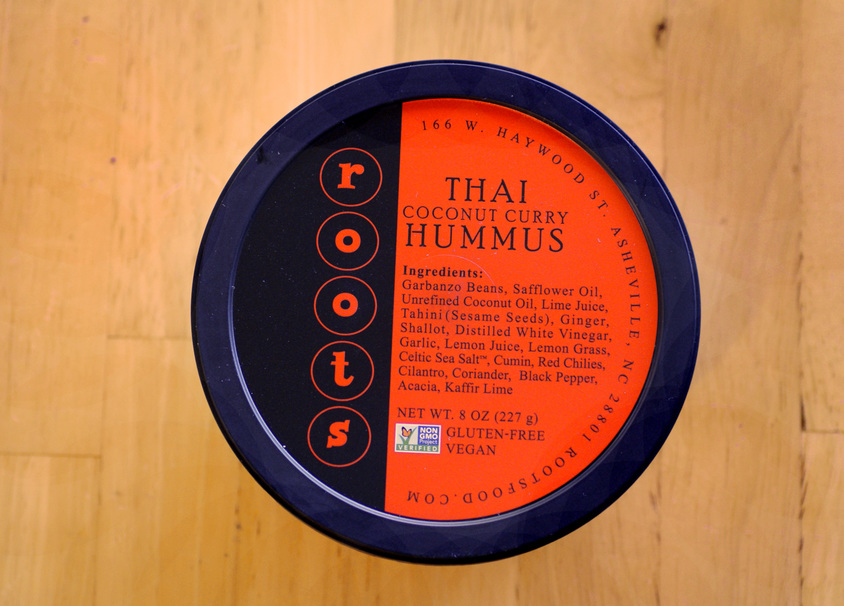 roots
166 W. HAYWOOD ST. ASHEVILLE, NC 28801 ROOTSFOOD.COM
THAI
COCONUT CURRY
HUMMUS
Ingredients:
Garbanzo Beans, Safflower Oil,
Unrefined Coconut Oil, Lime Juice,
Tahini (Sesame Seeds), Ginger,
Shallot, Distilled White Vinegar,
Garlic, Lemon Juice, Lemon Grass,
Celtic Sea Salt™, Cumin, Red Chilies,
Cilantro, Coriander, Black Pepper,
Acacia, Kaffir Lime
NET WT. 8 OZ (227 g)
NON
GMO
Project
VERIFIED
GLUTEN-FREE
VEGAN